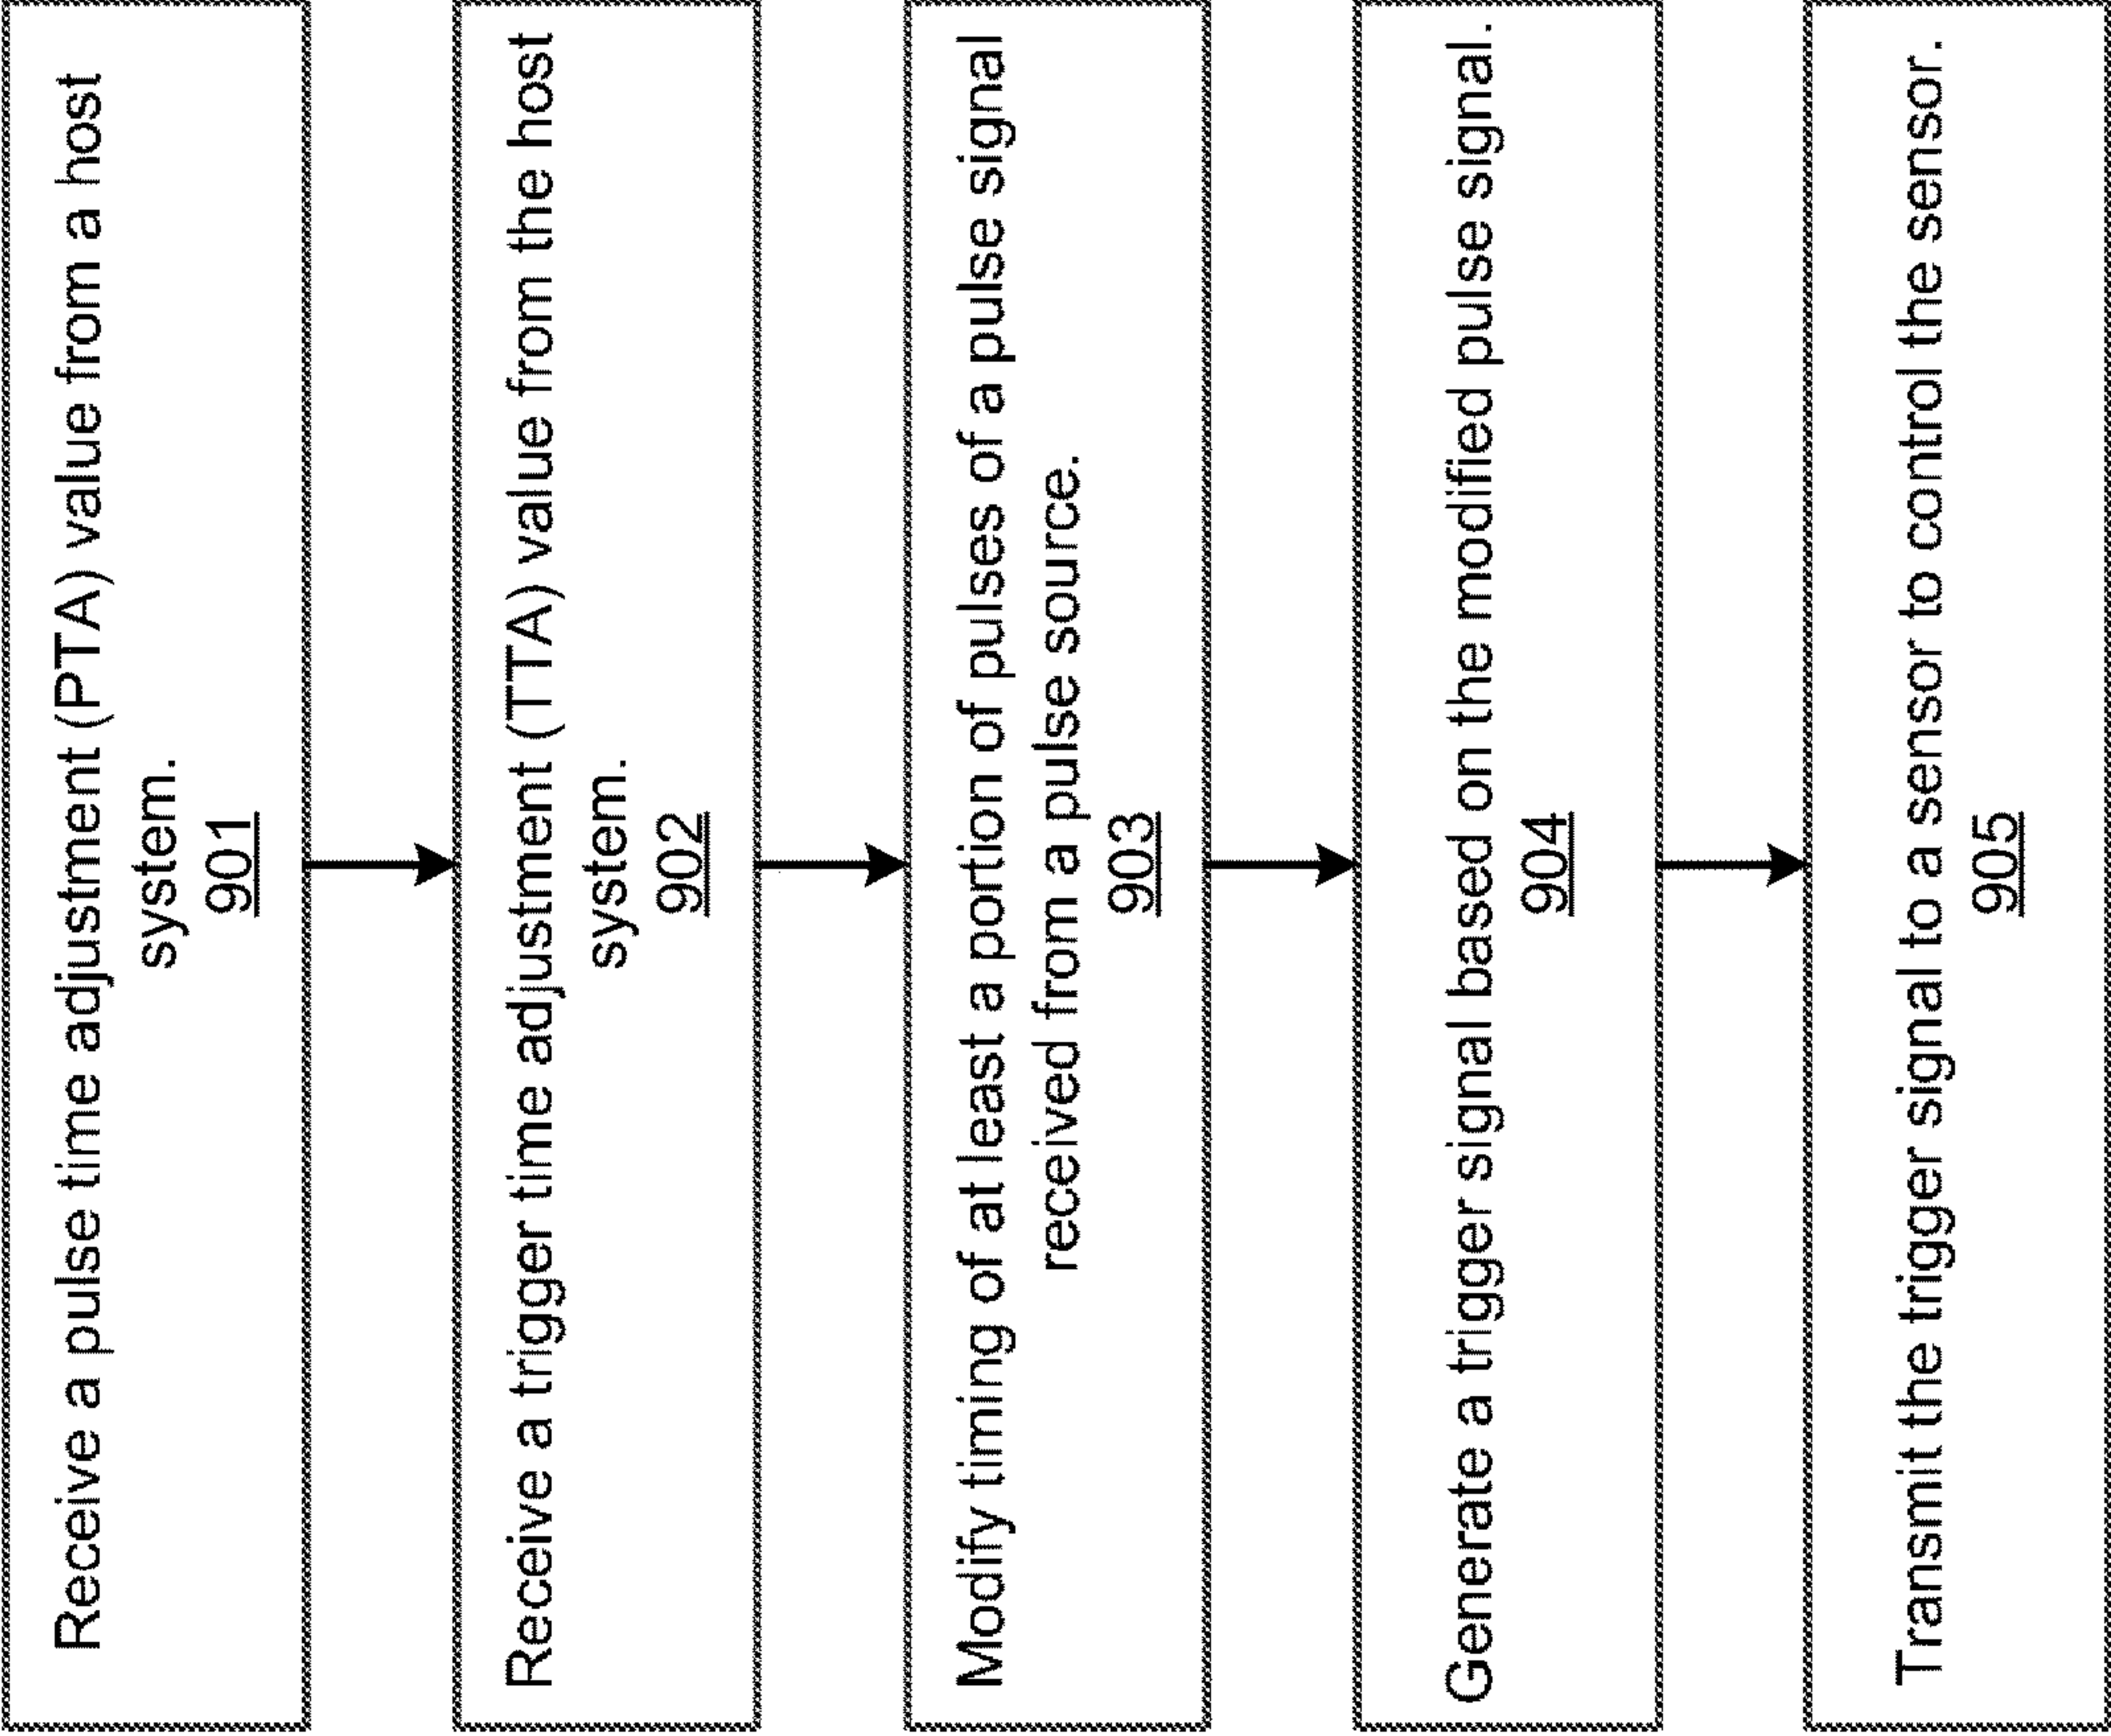 Receive a pulse time adjustment (PTA) value from a host
system.
901
Receive a trigger time adjustment (TTA) value from the host
system.
902
Modify timing of at least a portion of pulses of a pulse signal
received from a pulse source.
903
Generate a trigger signal based on the modified pulse signal.
904
Transmit the trigger signal to a sensor to control the sensor.
905